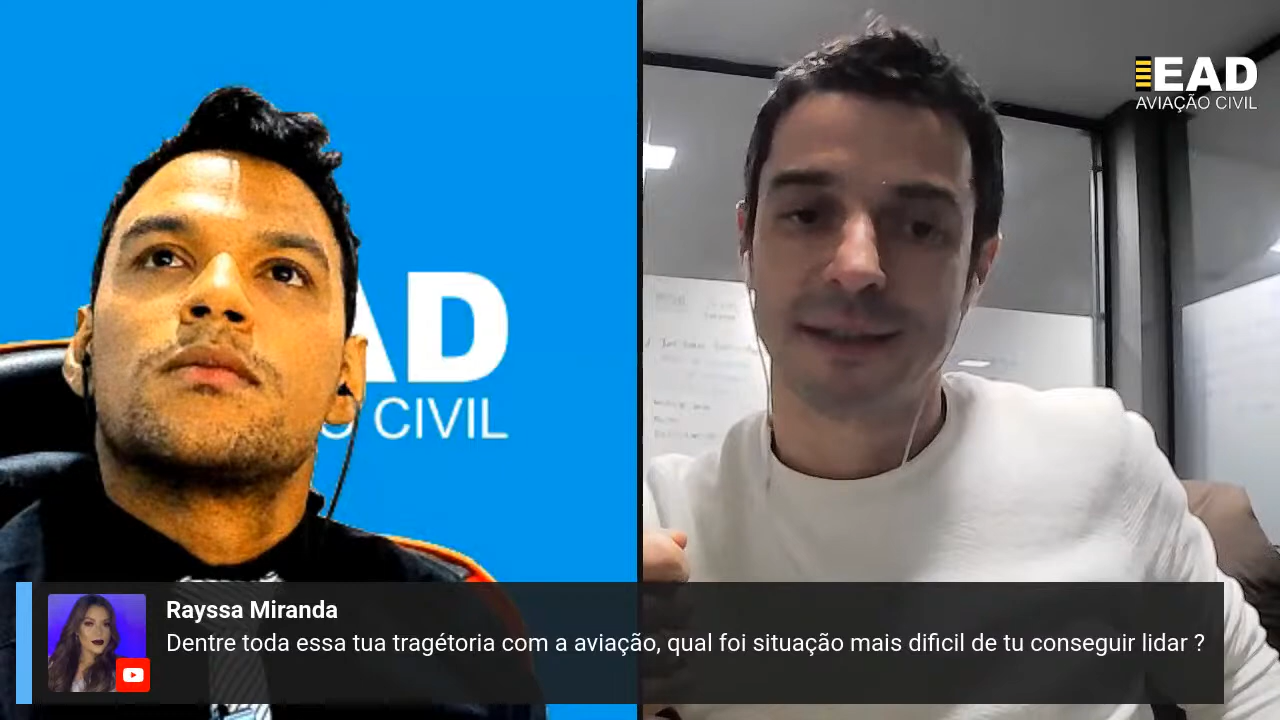 EAD
AVIAÇÃO CIVIL
AD
O CIVIL
Rayssa Miranda
Dentre toda essa tua tragétoria com a aviação, qual foi situação mais dificil de tu conseguir lidar ?